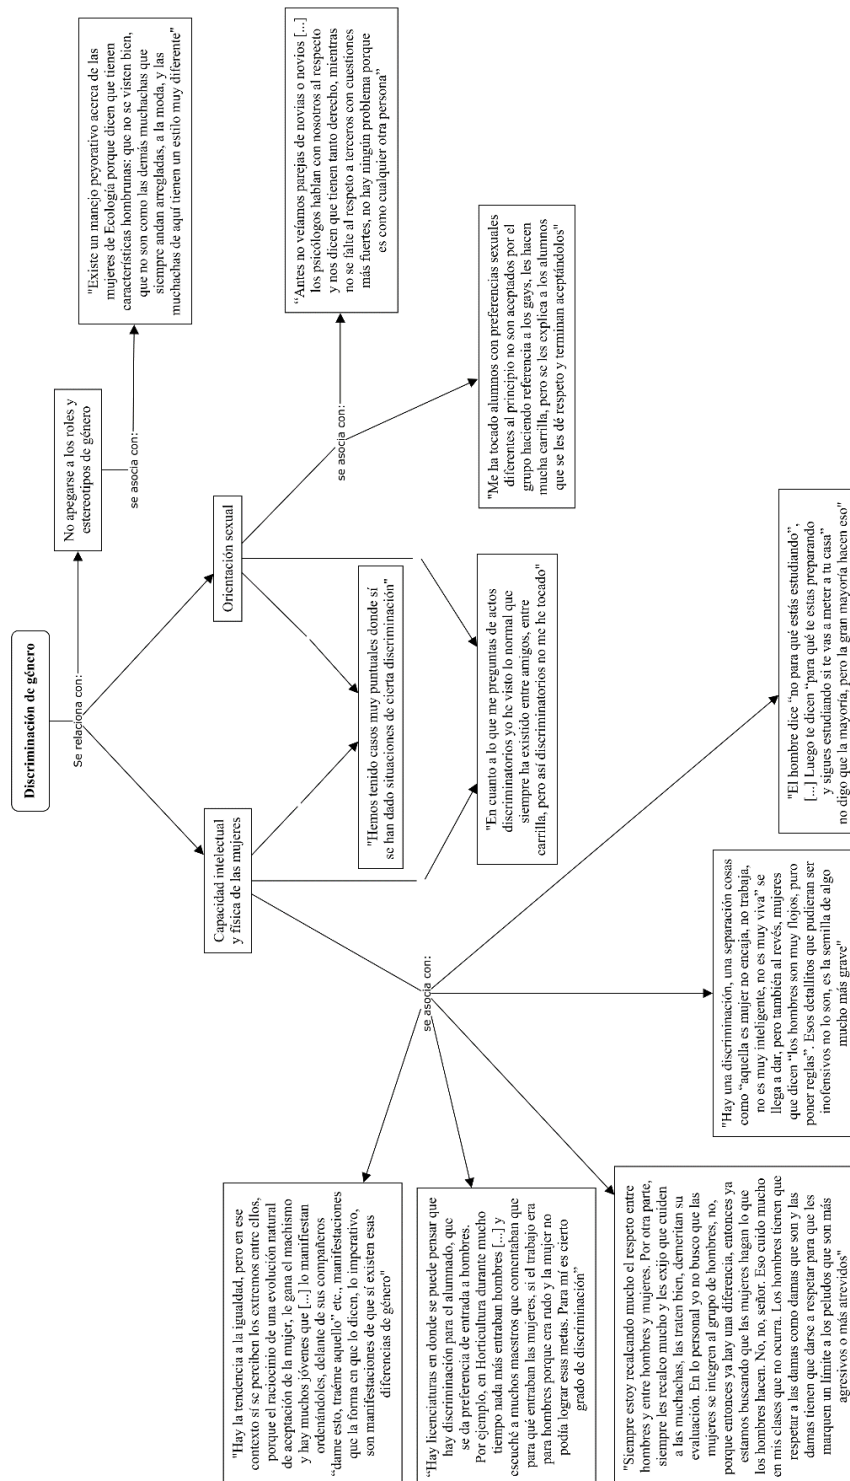 Discriminación de género
Se relaciona con:
Capacidad intelectual
y física de las mujeres
Orientación sexual
No apegarse a los roles y
estereotipos de género
se asocia con:
"Existe un manejo peyorativo acerca de las
mujeres de Ecología porque dicen que tienen
características hombrunas: que no se visten bien,
que no son como las demás muchachas que
siempre andan arregladas, a la moda, y las
muchachas de aquí tienen un estilo muy diferente"
se asocia con:
"Antes no veíamos parejas de novias o novios [...]
los psicólogos hablan con nosotros al respecto
y nos dicen que tienen tanto derecho, mientras
no se falte al respeto a terceros con cuestiones
más fuertes, no hay ningún problema porque
es como cualquier otra persona”
"Me ha tocado alumnos con preferencias sexuales
diferentes al principio no son aceptados por el
grupo haciendo referencia a los gays, les hacen
mucha carrilla, pero se les explica a los alumnos
que se les dé respeto y terminan aceptándolos"
"Hemos tenido casos muy puntuales donde sí
se han dado situaciones de cierta discriminación"
"En cuanto a lo que me preguntas de actos
discriminatorios yo he visto lo normal que
siempre ha existido entre amigos, entre
carrilla, pero así discriminatorios no me he tocado"
se asocia con:
"Hay la tendencia a la igualdad, pero en ese
contexto sí se perciben los extremos entre ellos,
porque el raciocinio de una evolución natural
de aceptación de la mujer, le gana el machismo
y hay muchos jóvenes que [...] lo manifiestan
ordenándoles, delante de sus compañeros
“dame esto, traéme aquello” etc., manifestaciones
que la forma en que lo dicen, lo imperativo,
son manifestaciones de que sí existen esas
diferencias de género"
“Hay licenciaturas en donde se puede pensar que
hay discriminación para el alumnado, que
se da preferencia de entrada a hombres.
Por ejemplo, en Horticultura durante mucho
tiempo nada más entraban hombres [...] y
escuché a muchos maestros que comentaban que
para qué entraban las mujeres, si el trabajo era
para hombres porque era rudo y la mujer no
podía lograr esas metas. Para mí es cierto
grado de discriminación”
"Siempre estoy recalcando mucho el respeto entre
hombres y entre hombres y mujeres. Por otra parte,
siempre les recalco mucho y les exijo que cuiden
a las muchachas, las traten bien, demeritan su
evaluación. En lo personal yo no busco que las
mujeres se integren al grupo de hombres, no,
porque entonces ya hay una diferencia, entonces ya
estamos buscando que las mujeres hagan lo que
los hombres hacen. No, no, señor. Eso cuido mucho
en mis clases que no ocurra. Los hombres tienen que
respetar a las damas como damas que son y las
damas tienen que darse a respetar para que les
marquen un límite a los peludos que son más
agresivos o más atrevidos"
"Hay una discriminación, una separación cosas
como “aquella es mujer no encaja, no trabaja,
no es muy inteligente, no es muy viva” se
llega a dar, pero también al revés, mujeres
que dicen “los hombres son muy flojos, puro
poner reglas”. Esos detallitos que pudieran ser
inofensivos no lo son, es la semilla de algo
mucho más grave"
"El hombre dice “no para qué estás estudiando”,
[...] Luego te dicen “para qué te estas preparando
y sigues estudiando si te vas a meter a tu casa”
no digo que la mayoría, pero la gran mayoría hacen eso"